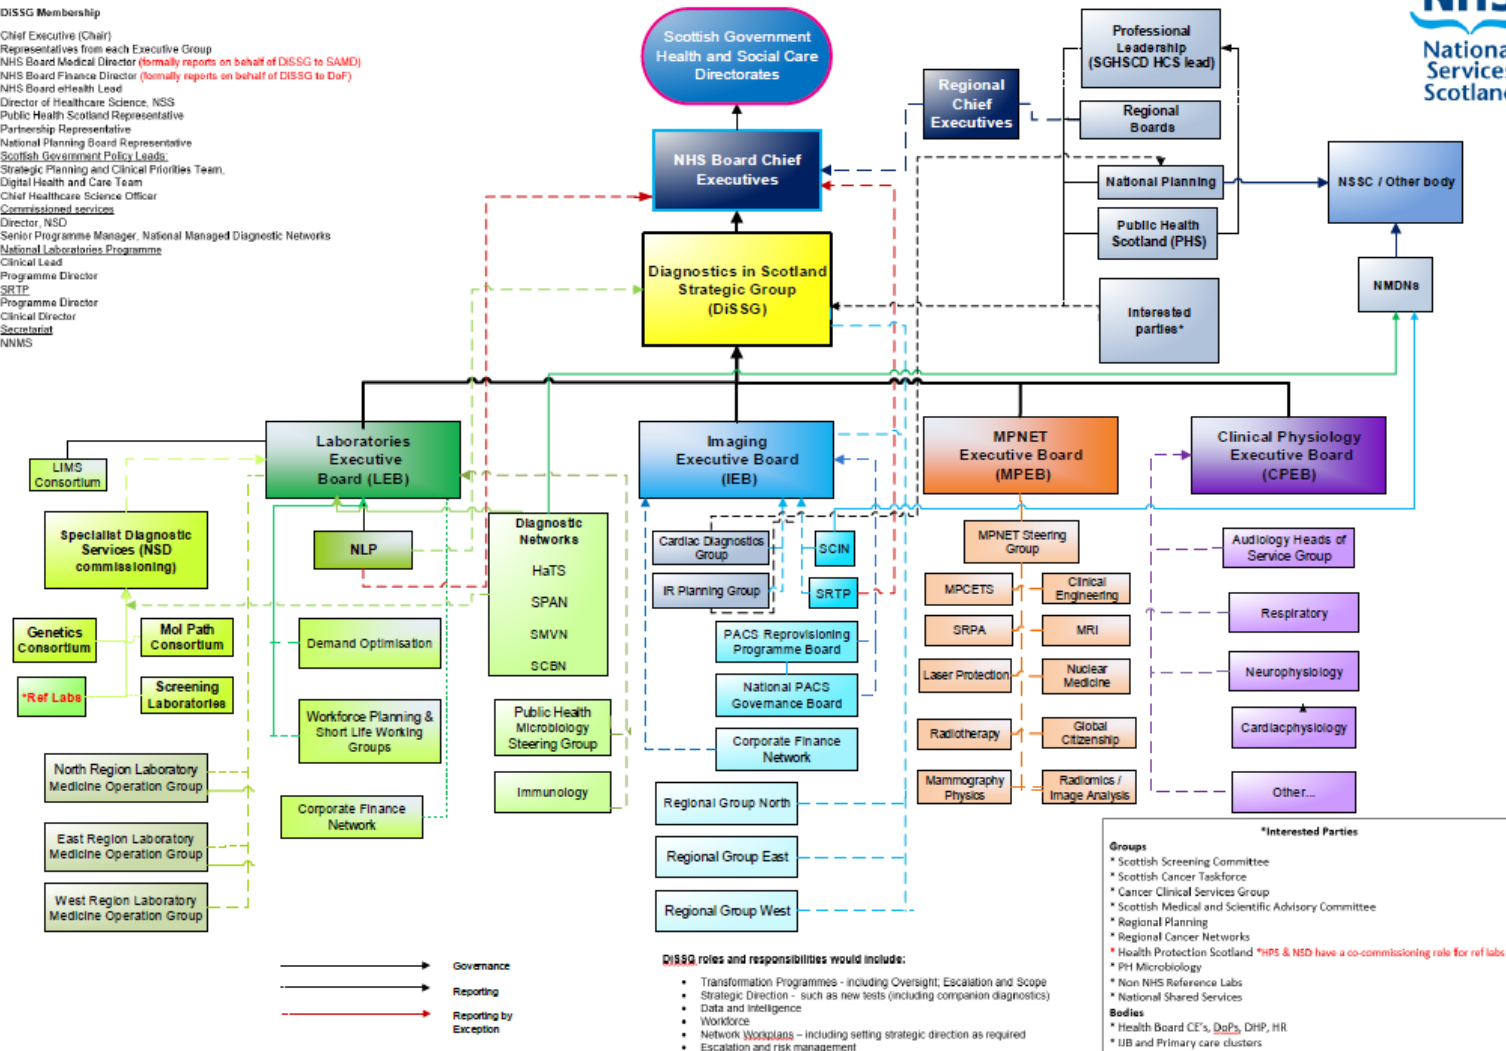 DiSSG Membership
Chief Executive (Chair)
Representatives from each Executive Group
NHS Board Medical Director (formally reports on behalf of DiSSG to SAMD)
NHS Board Finance Director (formally reports on behalf of DiSSG to DoF)
NHS Board eHealth Lead
Director of Healthcare Science, NSS
Public Health Scotland Representative
Partnership Representative
National Planning Board Representative
Scottish Government Policy Leads:
Strategic Planning and Clinical Priorities Team,
Digital Health and Care Team
Chief Healthcare Science Officer
Commissioned services
Director, NSD
Senior Programme Manager, National Managed Diagnostic Networks
National Laboratories Programme
Clinical Lead
Programme Director
SRTP
Programme Director
Clinical Director
Secretariat
NNMS
Scottish Government
Health and Social Care
Directorates
NHS Board Chief
Executives
Diagnostics in Scotland
Strategic Group
(DiSSG)
Regional
Chief
Executives
Professional
Leadership
(SGHSCD HCS lead)
Regional
Boards
National Planning
Public Health
Scotland (PHS)
Interested
parties*
NHS
National
Services
Scotland
NSSC / Other body
NMDNs
Laboratories
Executive
Board (LEB)
Imaging
Executive Board
(IEB)
MPNET
Executive Board
(MPEB)
Clinical Physiology
Executive Board
(CPEB)
LIMS
Consortium
Specialist Diagnostic
Services (NSD
commissioning)
NLP
Genetics
Consortium
Mol Path
Consortium
*Ref Labs
Screening
Laboratories
Demand Optimisation
Workforce Planning &
Short Life Working
Groups
Corporate Finance
Network
North Region Laboratory
Medicine Operation Group
East Region Laboratory
Medicine Operation Group
West Region Laboratory
Medicine Operation Group
Diagnostic
Networks
HaTS
SPAN
SMVN
SCBN
Public Health
Microbiology
Steering Group
Immunology
Cardiac Diagnostics
Group
IR Planning Group
SCIN
SRTP
PACS Reprovisioning
Programme Board
National PACS
Governance Board
Corporate Finance
Network
Regional Group North
Regional Group East
Regional Group West
MPNET Steering
Group
MPCETS
Clinical
Engineering
SRPA
MRI
Laser Protection
Nuclear
Medicine
Radiotherapy
Global
Citizenship
Mammography
Physics
Radiomics /
Image Analysis
Audiology Heads of
Service Group
Respiratory
Neurophysiology
Cardiacphysiology
Other...
Governance
Reporting
Reporting by
Exception
DiSSG roles and responsibilities would include:
• Transformation Programmes - including Oversight; Escalation and Scope
• Strategic Direction - such as new tests (including companion diagnostics)
• Data and Intelligence
• Workforce
• Network Workplans – including setting strategic direction as required
• Escalation and risk management
*Interested Parties
Groups
* Scottish Screening Committee
* Scottish Cancer Taskforce
* Cancer Clinical Services Group
* Scottish Medical and Scientific Advisory Committee
* Regional Planning
* Regional Cancer Networks
* Health Protection Scotland *HPS & NSD have a co-commissioning role for ref labs
* PH Microbiology
* Non NHS Reference Labs
* National Shared Services
Bodies
* Health Board CE's, DoPs, DHP, HR
* IJB and Primary care clusters